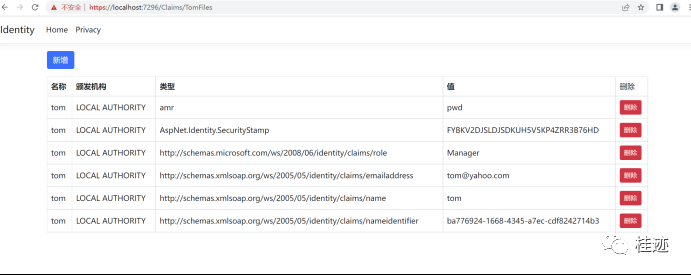 不安全 | https://localhost:7296/Claims/TomFiles
Identity Home Privacy
新增
名称 颁发机构 类型 值 删除
tom LOCAL AUTHORITY amr pwd 删除
tom LOCAL AUTHORITY AspNet.Identity.SecurityStamp FYBKV2DJSLDJSDKUH5V5KP4ZRR3B76HD 删除
tom LOCAL AUTHORITY http://schemas.microsoft.com/ws/2008/06/identity/claims/role Manager 删除
tom LOCAL AUTHORITY http://schemas.xmlsoap.org/ws/2005/05/identity/claims/emailaddress tom@yahoo.com 删除
tom LOCAL AUTHORITY http://schemas.xmlsoap.org/ws/2005/05/identity/claims/name tom 删除
tom LOCAL AUTHORITY http://schemas.xmlsoap.org/ws/2005/05/identity/claims/nameidentifier ba776924-1668-4345-a7ec-cdf8242714b3 删除
桂迹